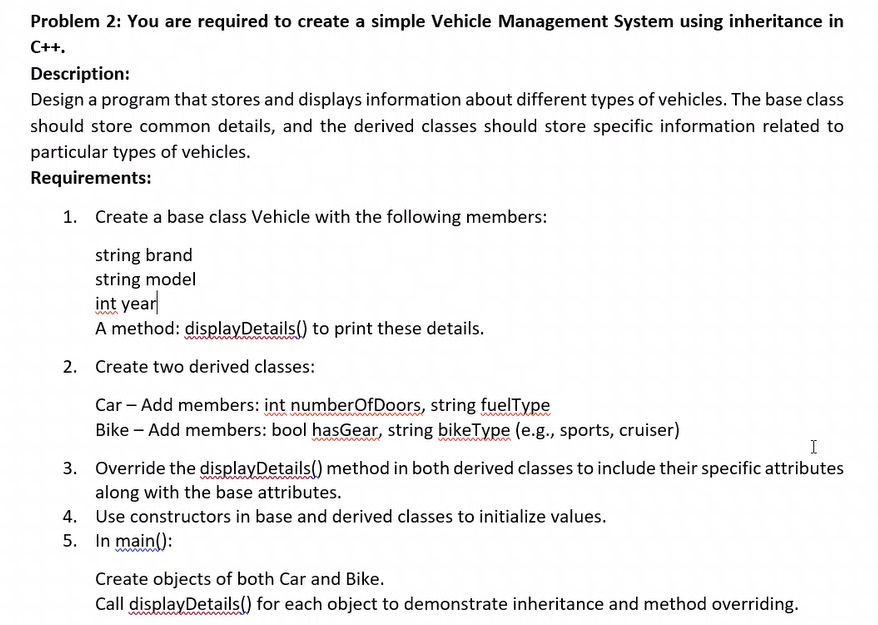 Problem 2: You are required to create a simple Vehicle Management System using inheritance in
C++.
Description:
Design a program that stores and displays information about different types of vehicles. The base class
should store common details, and the derived classes should store specific information related to
particular types of vehicles.
Requirements:
1. Create a base class Vehicle with the following members:
string brand
string model
int year
A method: displayDetails() to print these details.
2. Create two derived classes:
Car – Add members: int numberOfDoors, string fuelType
Bike – Add members: bool hasGear, string bikeType (e.g., sports, cruiser)
3. Override the displayDetails() method in both derived classes to include their specific attributes
along with the base attributes.
4. Use constructors in base and derived classes to initialize values.
5. In main():
Create objects of both Car and Bike.
Call displayDetails() for each object to demonstrate inheritance and method overriding.